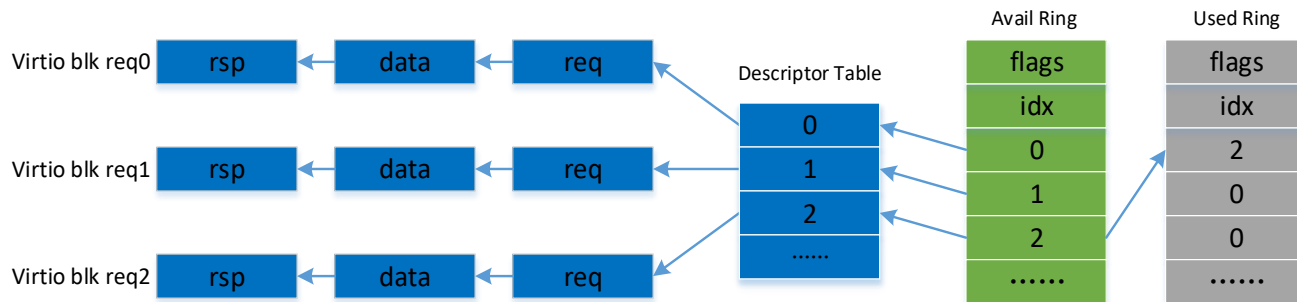 Avail Ring
Used Ring
Virtio blk req0
rsp
data
req
Descriptor Table
flags
flags
idx
idx
0
0
2
Virtio blk req1
rsp
data
req
1
1
0
2
2
0
Virtio blk req2
rsp
data
req
......
......
......